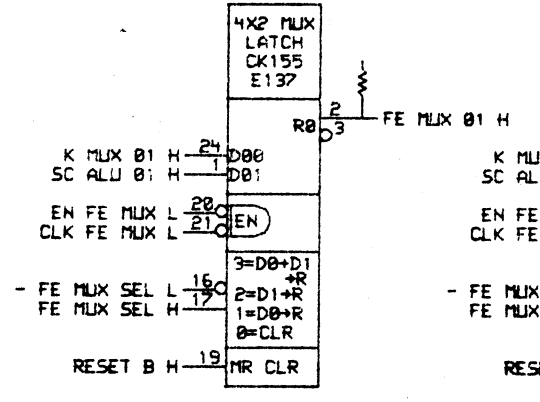 4X2 MUX
LATCH
CK155
E137
R0
2
3
FE MUX 01 H
K MUX 01 H 24 D00
SC ALU 01 H 1 D01
K MU
SC AL
EN FE MUX L 20
CLK FE MUX L 21
EN
EN FE
CLK FE
3=D0+D1
→R
- FE MUX SEL L 16
2=D1→R
FE MUX SEL H 17
1=D0→R
0=CLR
- FE MUX
FE MUX
RESET B H 19 MR CLR
RESE